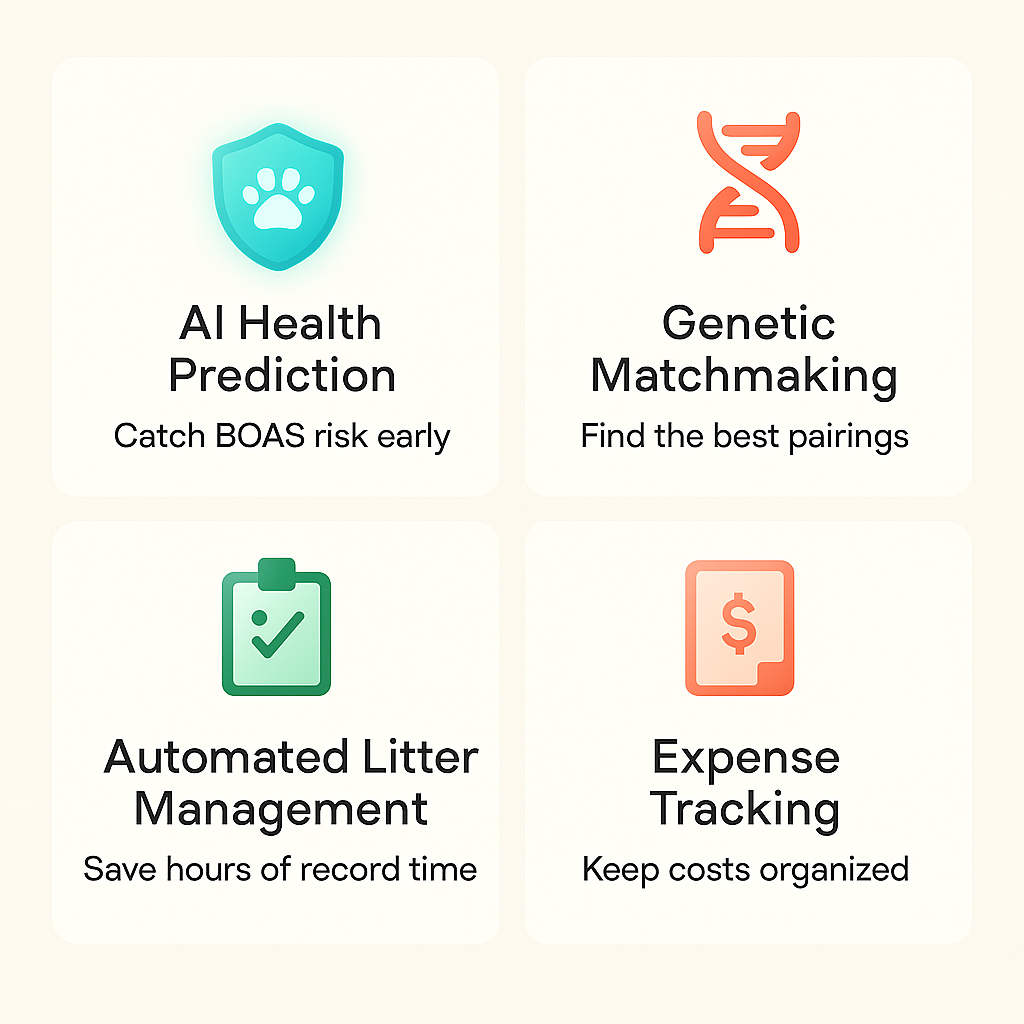 AI Health
Prediction
Catch BOAS risk early
Genetic
Matchmaking
Find the best pairings
Automated Litter
Management
Save hours of record time
$
Expense
Tracking
Keep costs organized